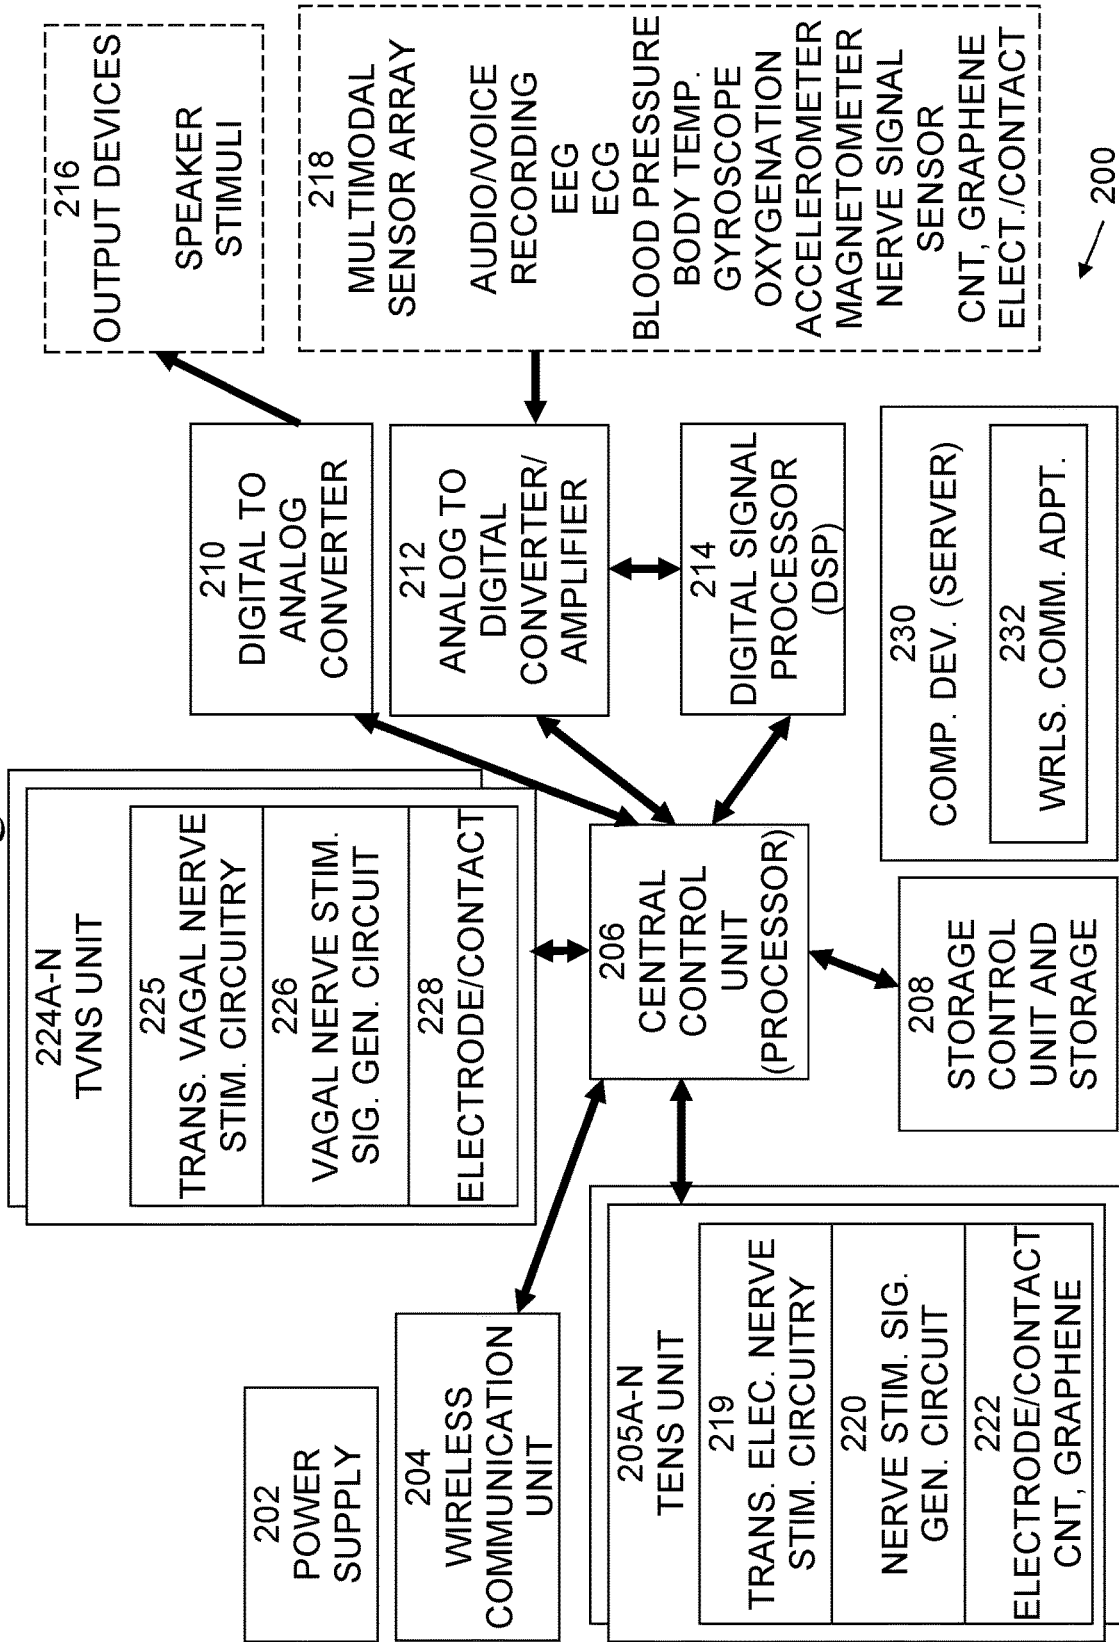 202
POWER
SUPPLY
204
WIRELESS
COMMUNICATION
UNIT
205A-N
TENS UNIT
219
TRANS. ELEC. NERVE
STIM. CIRCUITRY
220
NERVE STIM. SIG.
GEN. CIRCUIT
222
ELECTRODE/CONTACT
CNT, GRAPHENE
224A-N
TVNS UNIT
225
TRANS. VAGAL NERVE
STIM. CIRCUITRY
226
VAGAL NERVE STIM.
SIG. GEN. CIRCUIT
228
ELECTRODE/CONTACT
206
CENTRAL
CONTROL
UNIT
(PROCESSOR)
208
STORAGE
CONTROL
UNIT AND
STORAGE
210
DIGITAL TO
ANALOG
CONVERTER
212
ANALOG TO
DIGITAL
CONVERTER/
AMPLIFIER
214
DIGITAL SIGNAL
PROCESSOR
(DSP)
230
COMP. DEV. (SERVER)
232
WRLS. COMM. ADPT.
216
OUTPUT DEVICES
SPEAKER
STIMULI
218
MULTIMODAL
SENSOR ARRAY
AUDIO/VOICE
RECORDING
EEG
ECG
BLOOD PRESSURE
BODY TEMP.
GYROSCOPE
OXYGENATION
ACCELEROMETER
MAGNETOMETER
NERVE SIGNAL
SENSOR
CNT, GRAPHENE
ELECT./CONTACT
200